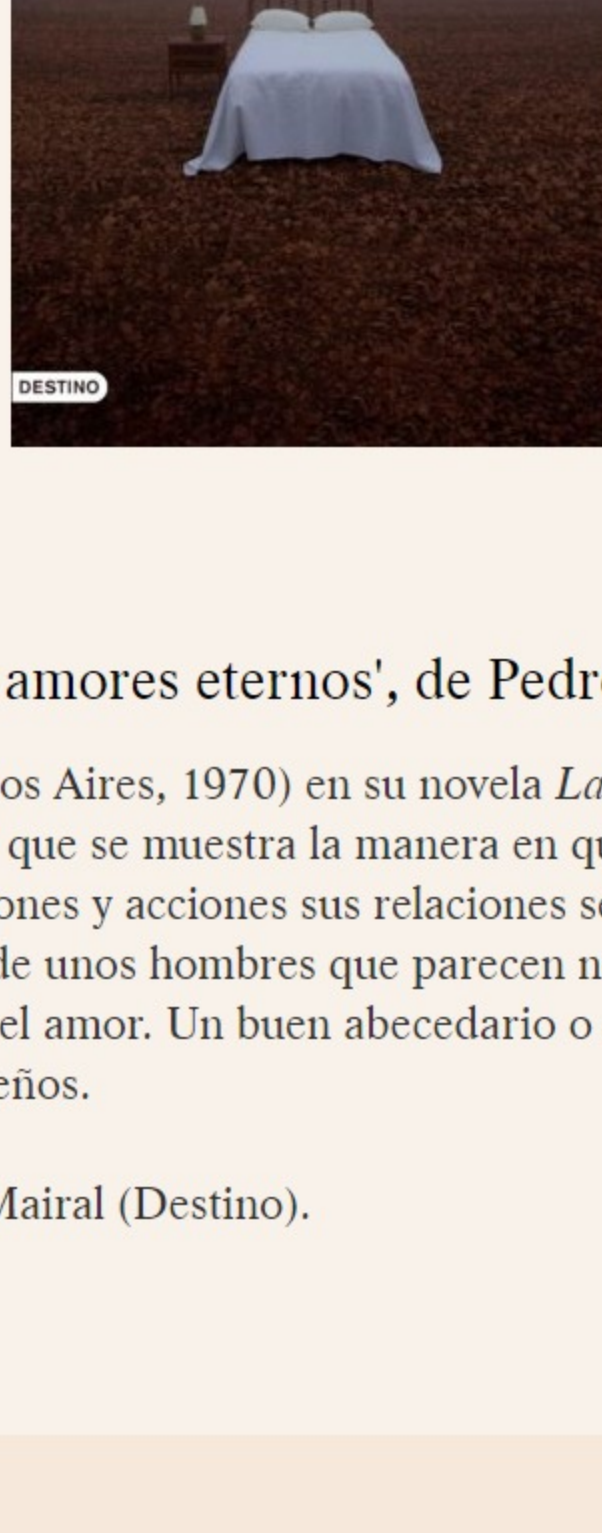 DESTINO
amores eternos', de Pedr
os Aires, 1970) en su novela La
que se muestra la manera en qu
ones y acciones sus relaciones s
de unos hombres que parecen n
el amor. Un buen abecedario o
eños.
Mairal (Destino).